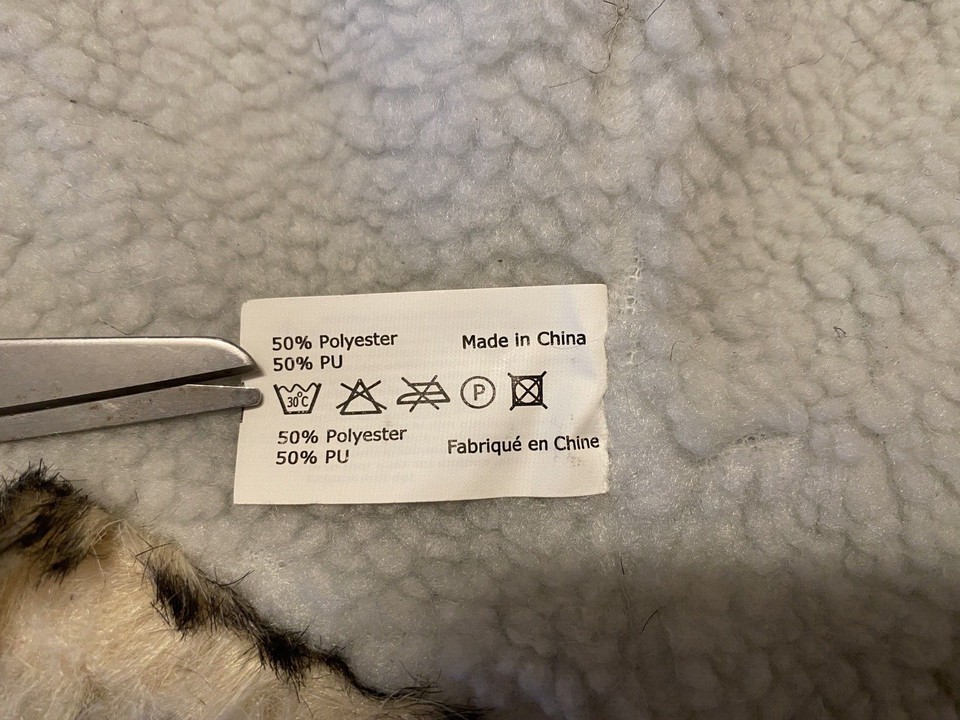 50% Polyester Made in China
50% PU
30°C P
50% Polyester Fabriqué en Chine
50% PU